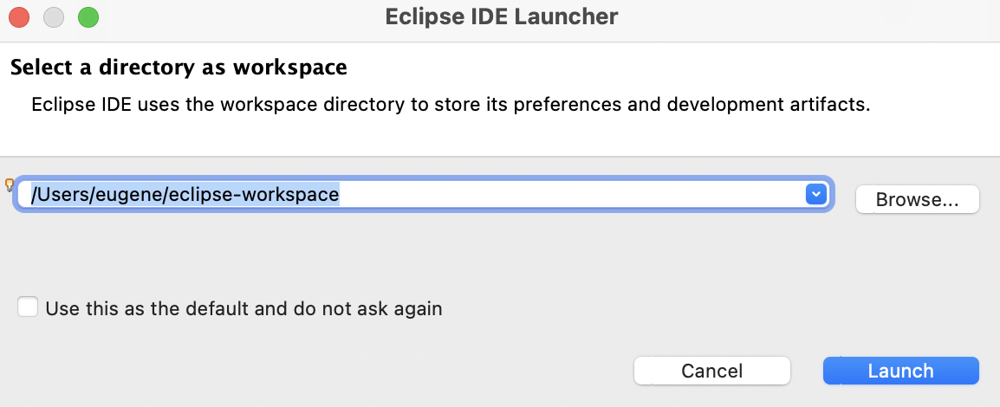 Eclipse IDE Launcher
Select a directory as workspace
Eclipse IDE uses the workspace directory to store its preferences and development artifacts.
/Users/eugene/eclipse-workspace
Browse...
Use this as the default and do not ask again
Cancel
Launch